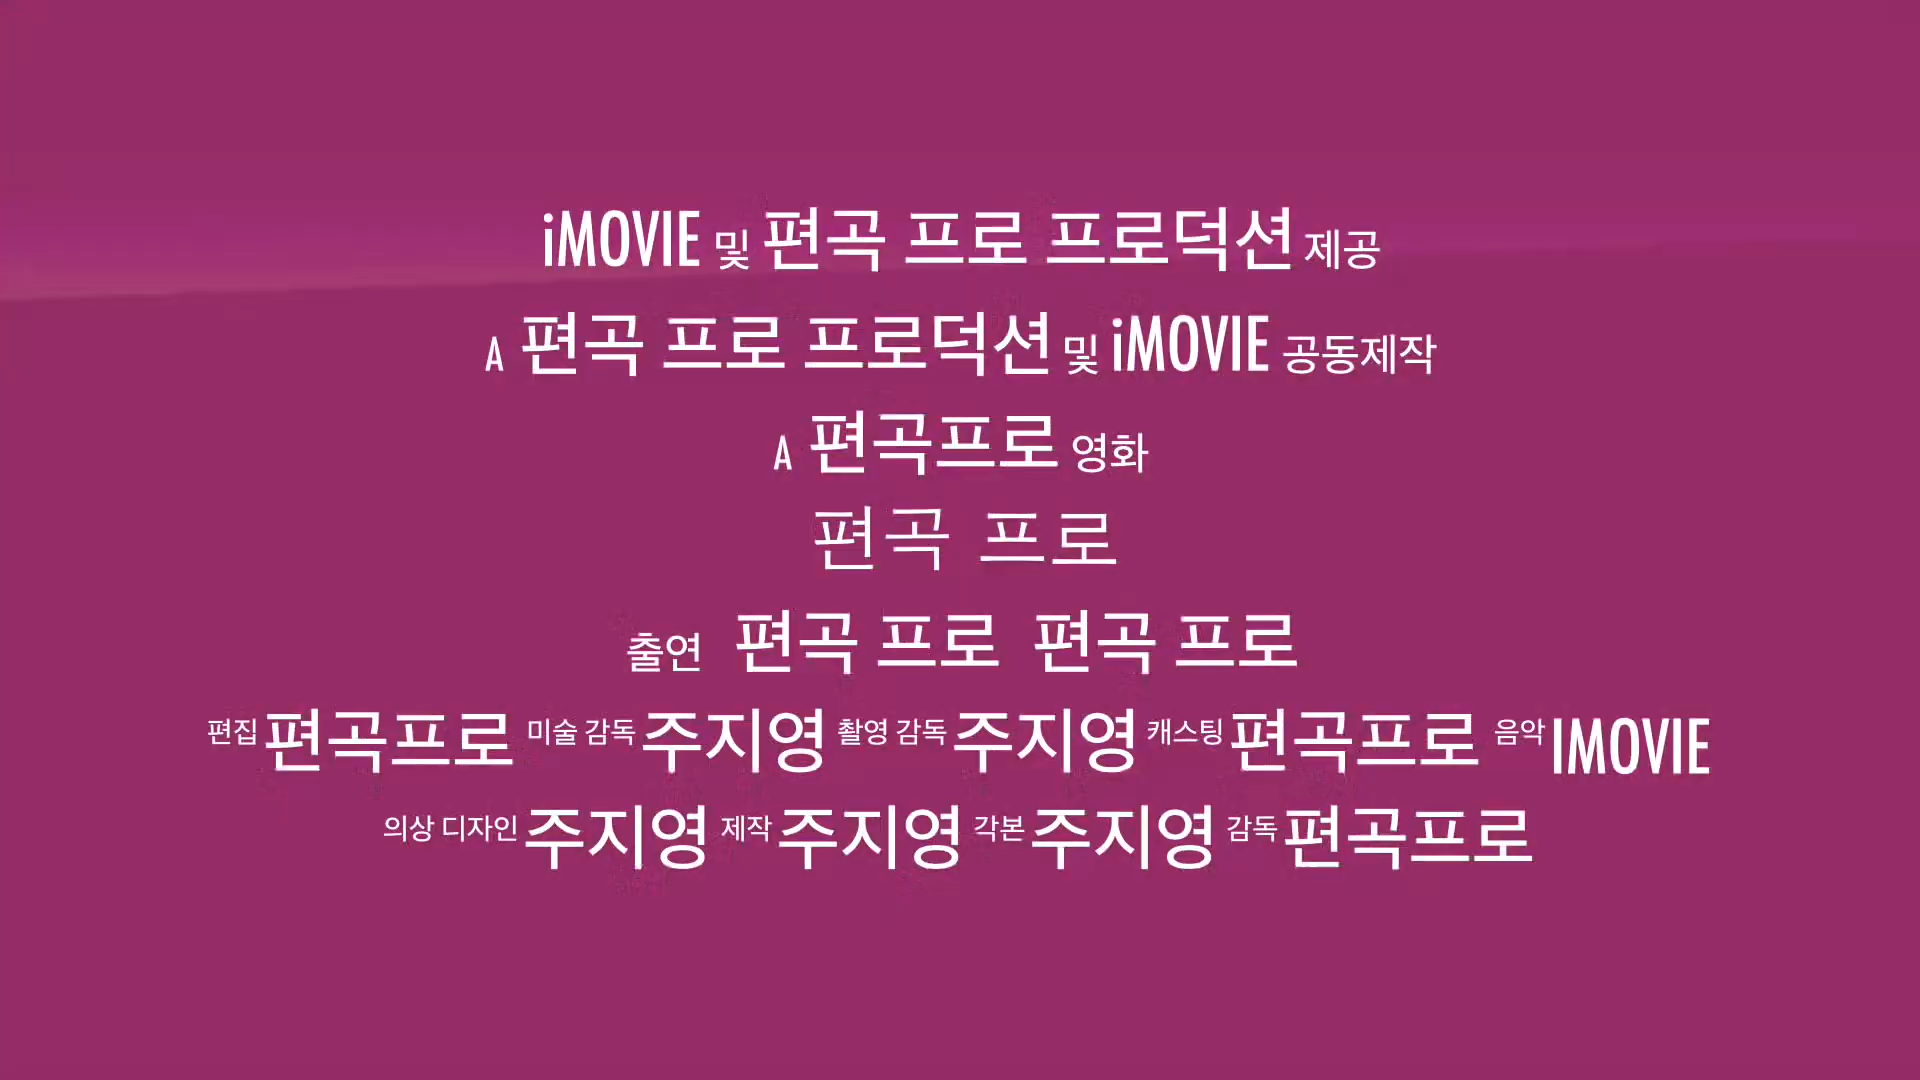 iMOVIE 및 편곡 프로 프로덕션 제공
A 편곡 프로 프로덕션 및 iMOVIE 공동제작
A 편곡프로 영화
편곡 프로
출연 편곡 프로 편곡 프로
편집 편곡프로 미술 감독 주지영 촬영 감독 주지영 캐스팅 편곡프로 음악 IMOVIE
의상 디자인 주지영 제작 주지영 각본 주지영 감독 편곡프로